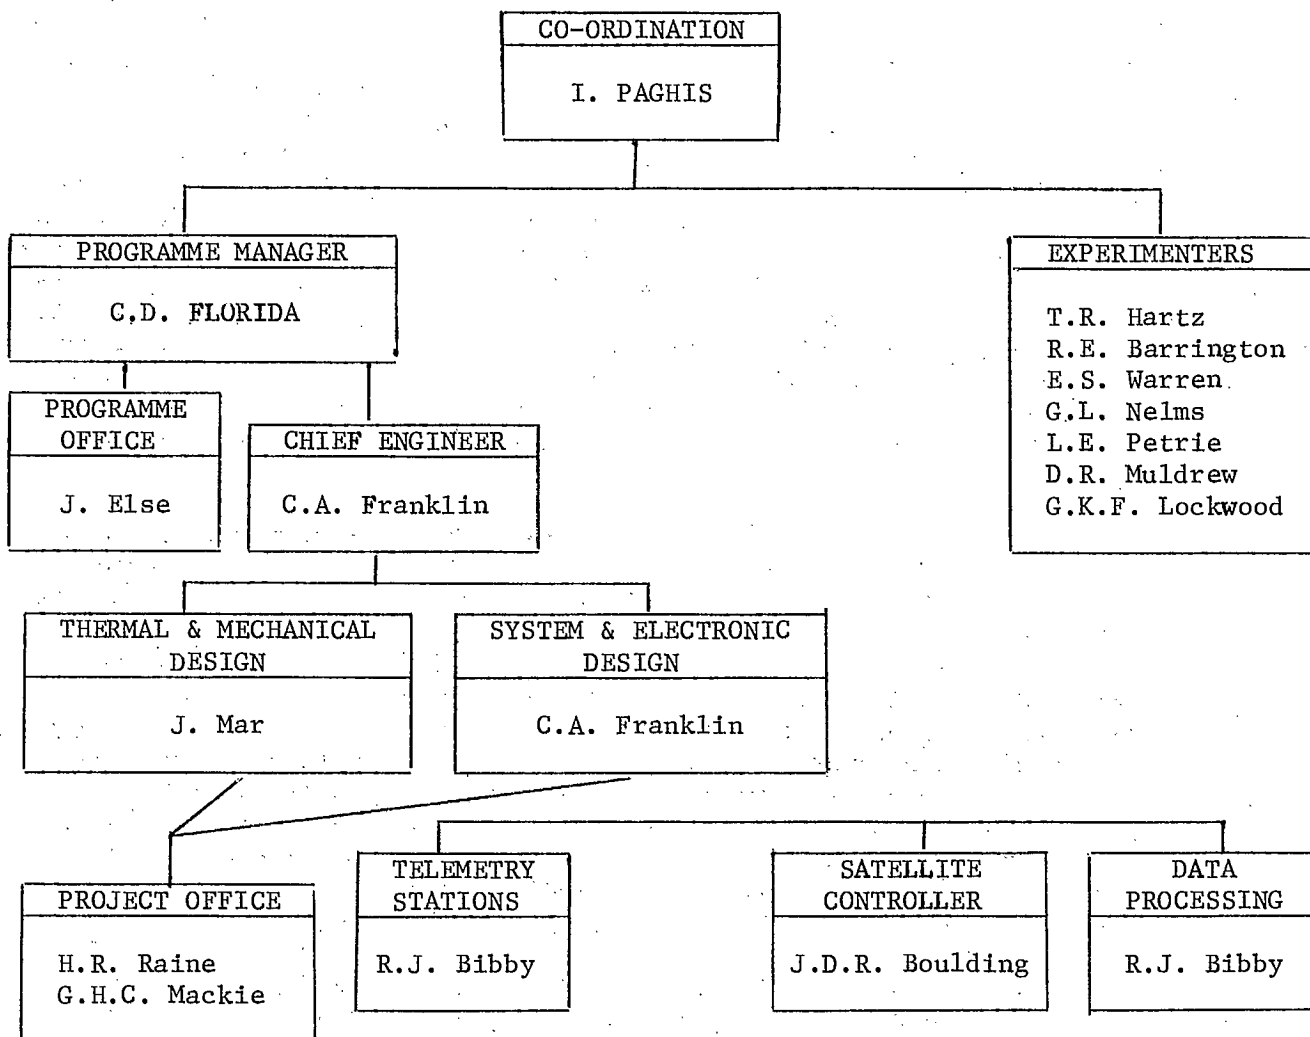 CO-ORDINATION
I. PAGHIS
PROGRAMME MANAGER
C.D. FLORIDA
EXPERIMENTERS
T.R. Hartz
R.E. Barrington
E.S. Warren
G.L. Nelms
L.E. Petrie
D.R. Muldrew
G.K.F. Lockwood
PROGRAMME
OFFICE
J. Else
CHIEF ENGINEER
C.A. Franklin
THERMAL & MECHANICAL
DESIGN
J. Mar
SYSTEM & ELECTRONIC
DESIGN
C.A. Franklin
PROJECT OFFICE
H.R. Raine
G.H.C. Mackie
TELEMETRY
STATIONS
R.J. Bibby
SATELLITE
CONTROLLER
J.D.R. Boulding
DATA
PROCESSING
R.J. Bibby